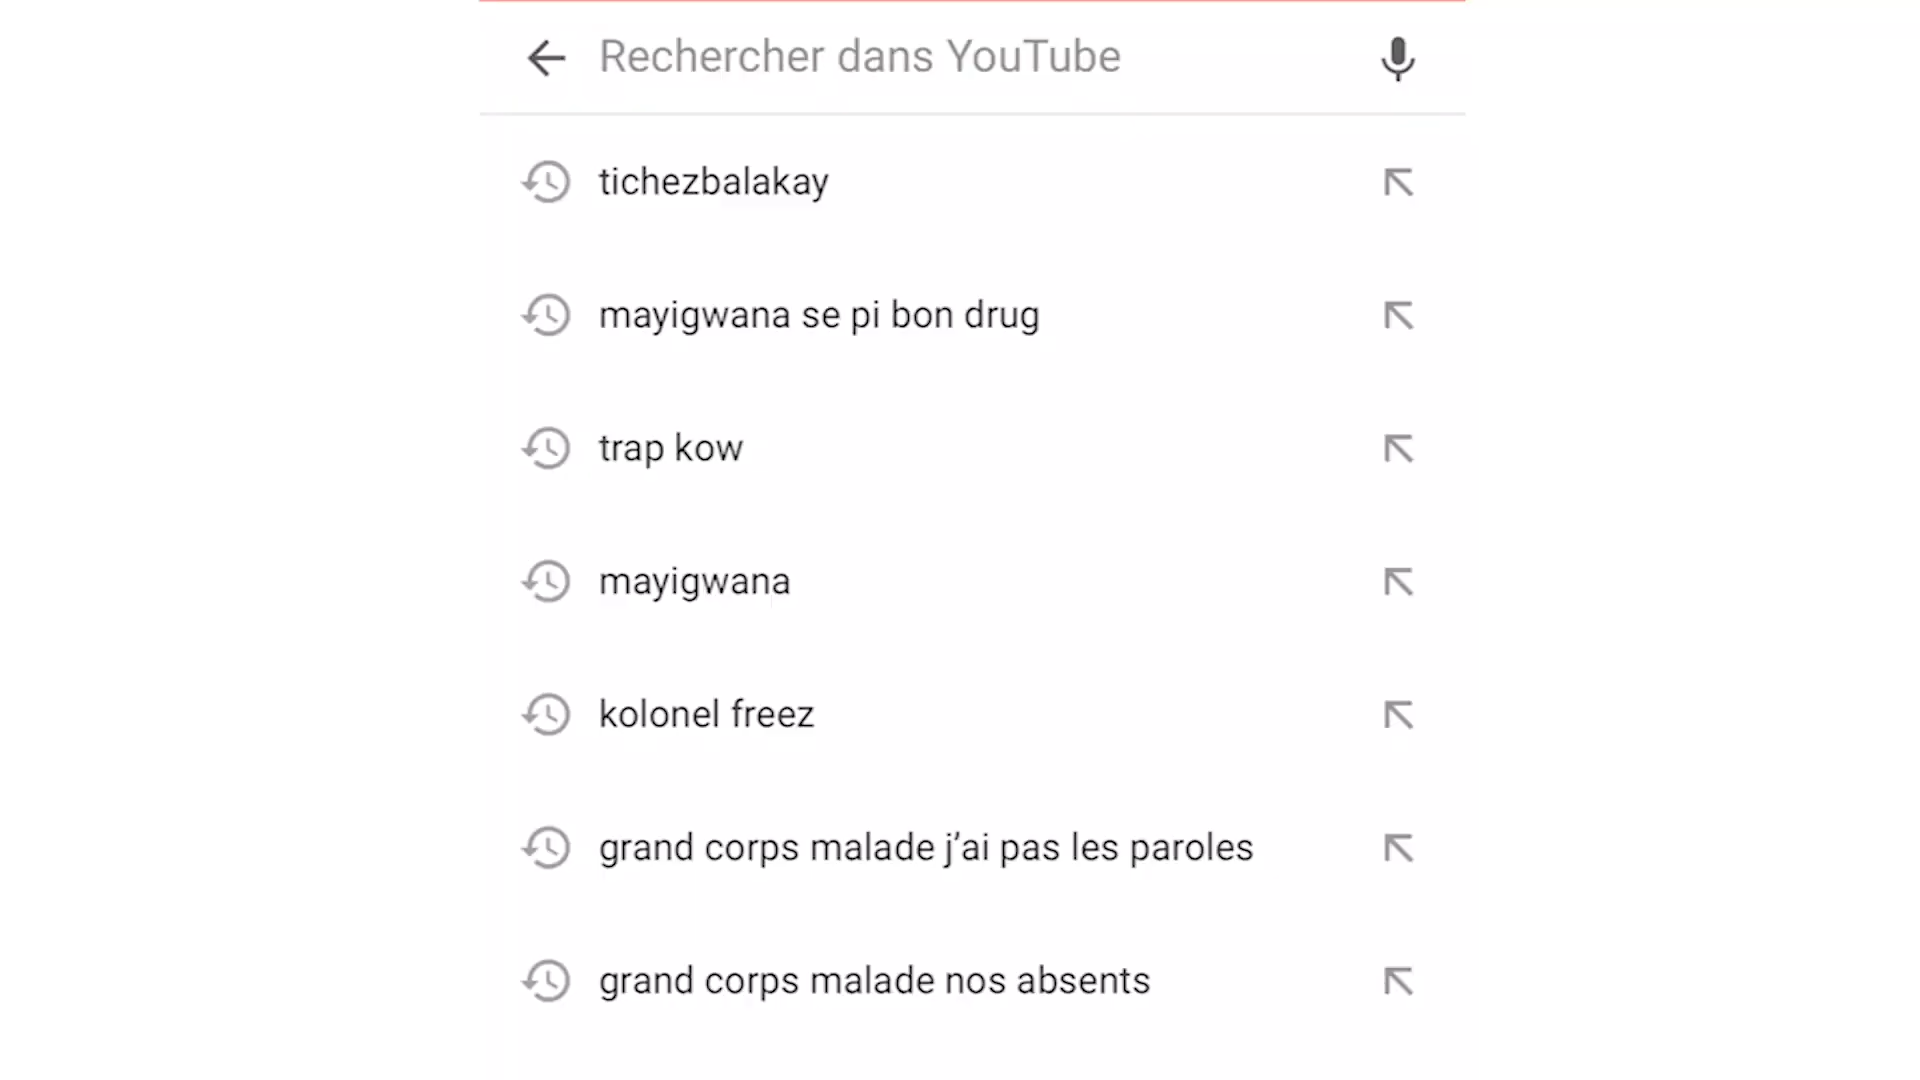 Rechercher dans YouTube
tichezbalakay
mayigwana se pi bon drug
trap kow
mayigwana
kolonel freez
grand corps malade j’ai pas les paroles
grand corps malade nos absents